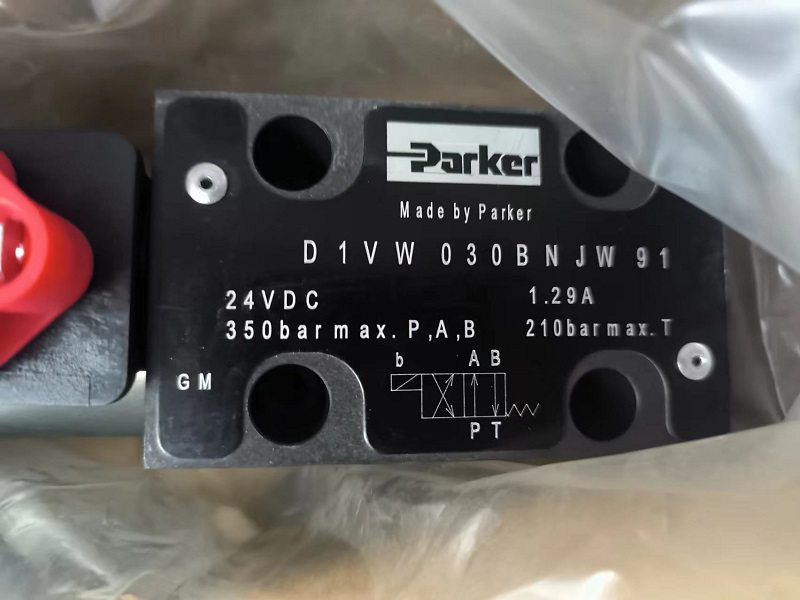 Parker
Made by Parker
D1VW030BNJW91
24VDC 1.29A
350bar max. P,A,B 210bar max. T
GM
b A B
P T